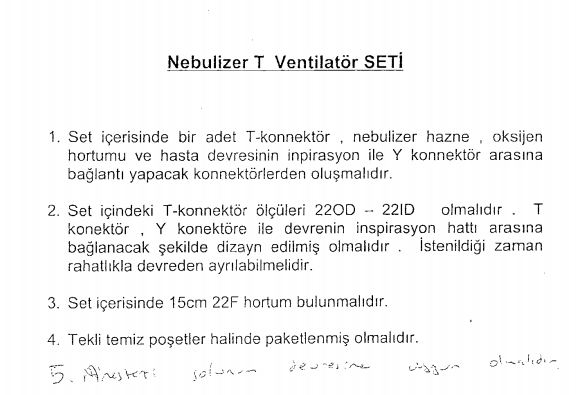 Nebulizer T Ventilatör SETİ
1. Set içerisinde bir adet T-konnektör , nebulizer hazne , oksijen
hortumu ve hasta devresinin inpirasyon ile Y konnektör arasına
bağlantı yapacak konnektörlerden oluşmalıdır.
2. Set içindeki T-konnektör ölçüleri 22OD – 22ID olmalıdır . T
konektör , Y konektöre ile devrenin inspirasyon hattı arasına
bağlanacak şekilde dizayn edilmiş olmalıdır . İstenildiği zaman
rahatlıkla devreden ayrılabilmelidir.
3. Set içerisinde 15cm 22F hortum bulunmalıdır.
4. Tekli temiz poşetler halinde paketlenmiş olmalıdır.
5. Anestezi solunum devresine uygun olmalıdır.